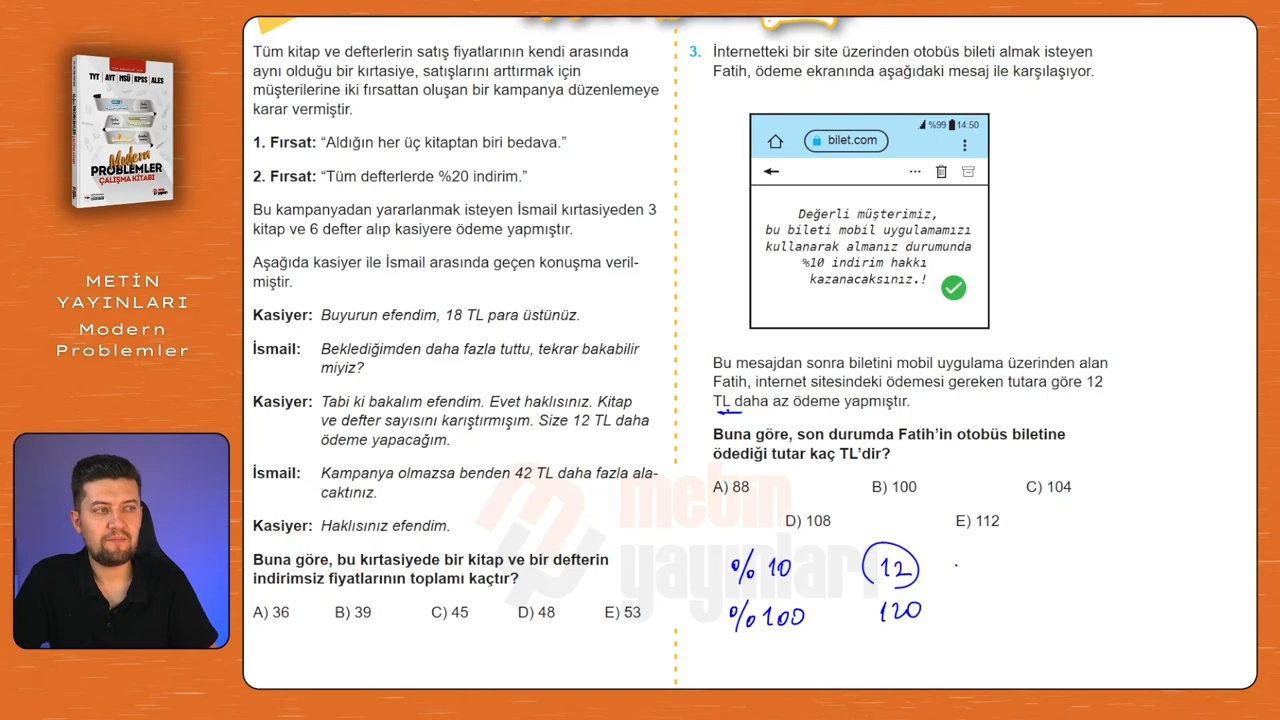 TYT | AYT | MSÜ | KPSS | ALES
Modern
PROBLEMLER
ÇALIŞMA KİTABI
METİN
YAYINLARI
Modern
Problemler
Tüm kitap ve defterlerin satış fiyatlarının kendi arasında
aynı olduğu bir kırtasiye, satışlarını arttırmak için
müşterilerine iki fırsattan oluşan bir kampanya düzenlemeye
karar vermiştir.
1. Fırsat: “Aldığın her üç kitaptan biri bedava.”
2. Fırsat: “Tüm defterlerde %20 indirim.”
Bu kampanyadan yararlanmak isteyen İsmail kırtasiyeden 3
kitap ve 6 defter alıp kasiyere ödeme yapmıştır.
Aşağıda kasiyer ile İsmail arasında geçen konuşma veril-
miştir.
Kasiyer: Buyurun efendim, 18 TL para üstünüz.
İsmail: Beklediğimden daha fazla tuttu, tekrar bakabilir
miyiz?
Kasiyer: Tabi ki bakalım efendim. Evet haklısınız. Kitap
ve defter sayısını karıştırmışım. Size 12 TL daha
ödeme yapacağım.
İsmail: Kampanya olmazsa benden 42 TL daha fazla ala-
caktınız.
Kasiyer: Haklısınız efendim.
Buna göre, bu kırtasiyede bir kitap ve bir defterin
indirimsiz fiyatlarının toplamı kaçtır?
A) 36 B) 39 C) 45 D) 48 E) 53
3. İnternetteki bir site üzerinden otobüs bileti almak isteyen
Fatih, ödeme ekranında aşağıdaki mesaj ile karşılaşıyor.
%99 14:50
bilet.com
Değerli müşterimiz,
bu bileti mobil uygulamamızı
kullanarak almanız durumunda
%10 indirim hakkı
kazanacaksınız.!
Bu mesajdan sonra biletini mobil uygulama üzerinden alan
Fatih, internet sitesindeki ödemesi gereken tutara göre 12
TL daha az ödeme yapmıştır.
Buna göre, son durumda Fatih’in otobüs biletine
ödediği tutar kaç TL’dir?
A) 88 B) 100 C) 104
D) 108 E) 112
%10 12
%100 120
metin
yayınları